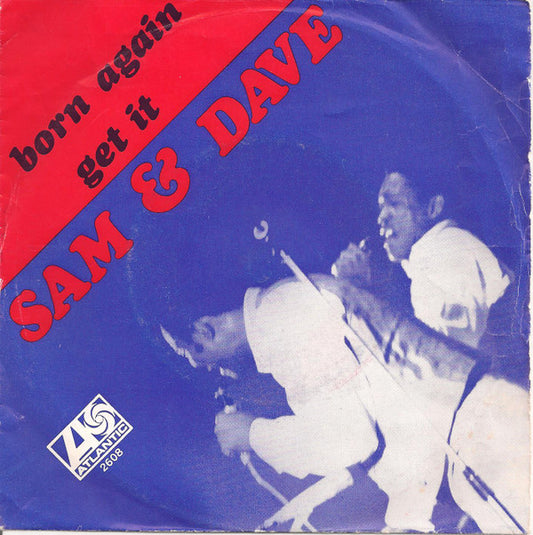 born again
get it
SAM & DAVE
ATLANTIC
2608